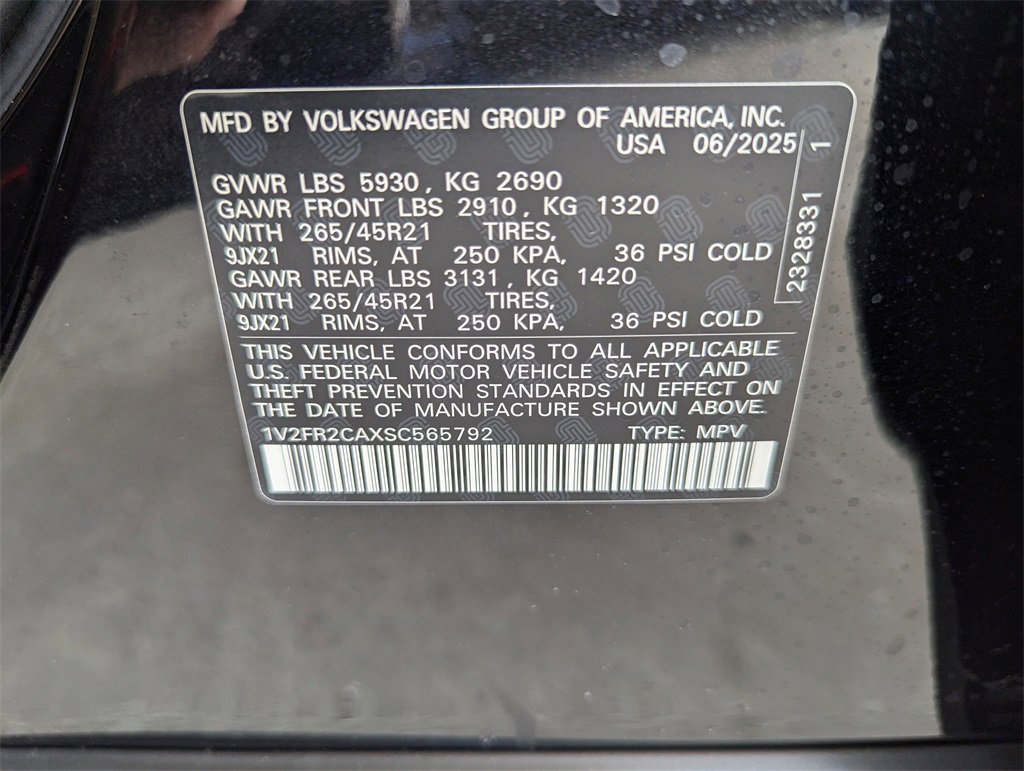 MFD BY VOLKSWAGEN GROUP OF AMERICA, INC.
USA 06/2025
GVWR LBS 5930, KG 2690
GAWR FRONT LBS 2910, KG 1320
WITH 265/45R21 TIRES,
9JX21 RIMS, AT 250 KPA, 36 PSI COLD
GAWR REAR LBS 3131, KG 1420
WITH 265/45R21 TIRES,
9JX21 RIMS, AT 250 KPA, 36 PSI COLD
2328331 1
THIS VEHICLE CONFORMS TO ALL APPLICABLE
U.S. FEDERAL MOTOR VEHICLE SAFETY AND
THEFT PREVENTION STANDARDS IN EFFECT ON
THE DATE OF MANUFACTURE SHOWN ABOVE.
1V2FR2CAXSC565792 TYPE: MPV